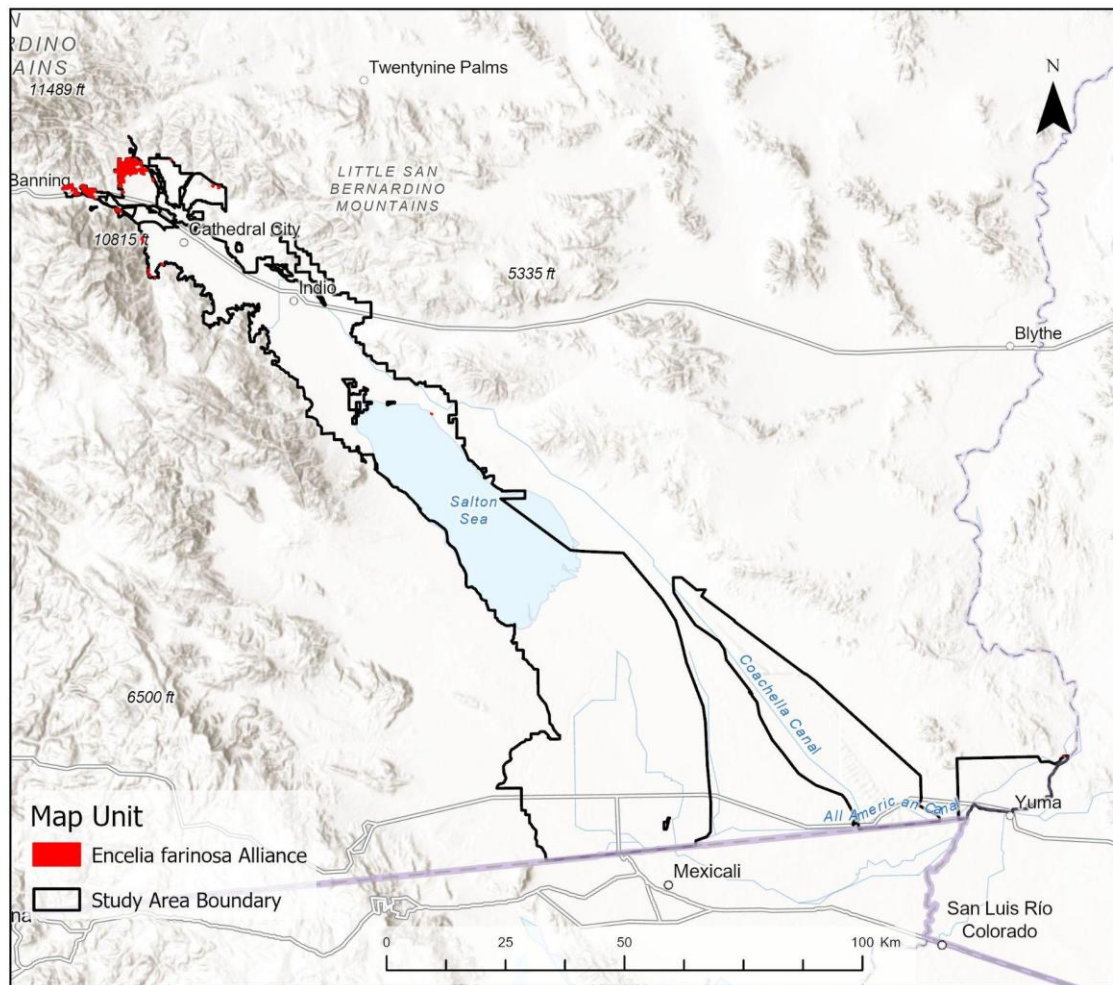 N
RDINO
AINS
11489 ft
Twentynine Palms
N
Banning
LITTLE SAN
BERNARDINO
MOUNTAINS
10815 ft
Cathedral City
5335 ft
Indio
Blythe
Salton
Sea
6500 ft
Coachella Canal
All American Canal
Yuma
Map Unit
Encelia farinosa Alliance
Study Area Boundary
Mexicali
na
San Luis Río
Colorado
0 25 50 100 Km